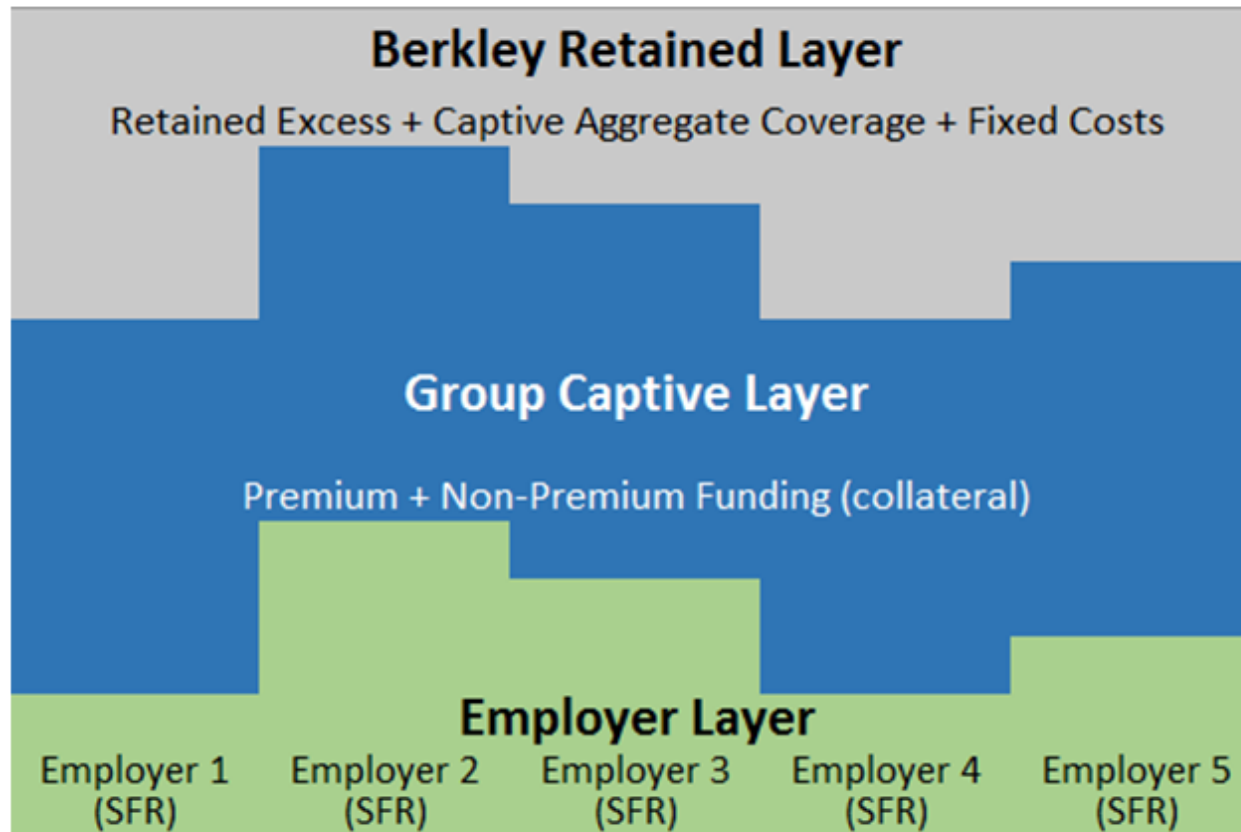 Berkley Retained Layer
Retained Excess + Captive Aggregate Coverage + Fixed Costs
Group Captive Layer
Premium + Non-Premium Funding (collateral)
Employer Layer
Employer 1 Employer 2 Employer 3 Employer 4 Employer 5
(SFR) (SFR) (SFR) (SFR) (SFR)